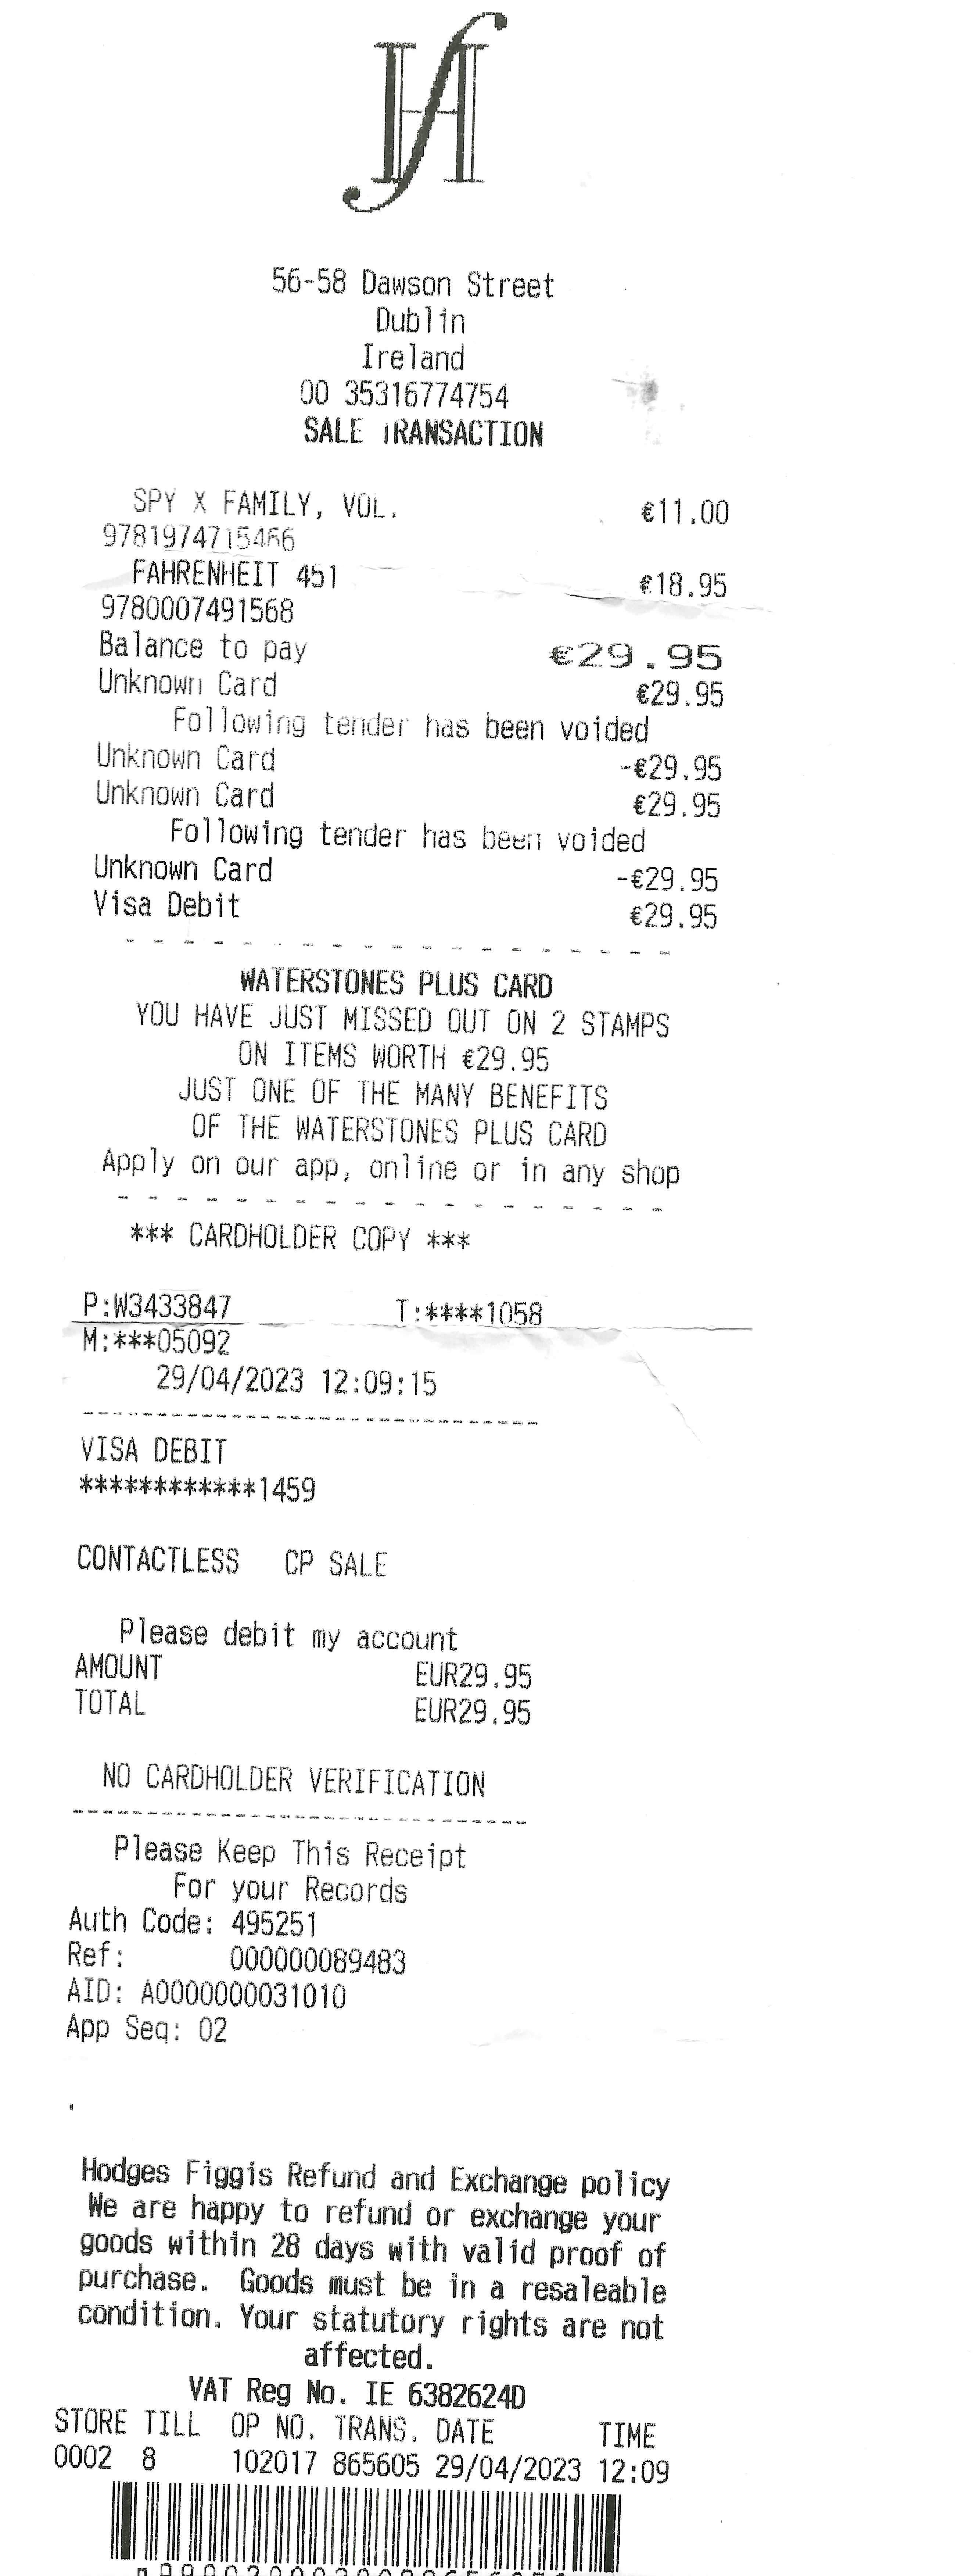 HF
56-58 Dawson Street
Dublin
Ireland
00 35316774754
SALE TRANSACTION
SPY X FAMILY, VOL. €11.00
9781974715466
FAHRENHEIT 451 €18.95
9780007491568
Balance to pay €29.95
Unknown Card €29.95
Following tender has been voided
Unknown Card -€29.95
Unknown Card €29.95
Following tender has been voided
Unknown Card -€29.95
Visa Debit €29.95
- - - - - - - - - - - - - - - - - - -
WATERSTONES PLUS CARD
YOU HAVE JUST MISSED OUT ON 2 STAMPS
ON ITEMS WORTH €29.95
JUST ONE OF THE MANY BENEFITS
OF THE WATERSTONES PLUS CARD
Apply on our app, online or in any shop
- - - - - - - - - - - - - - - - - - -
*** CARDHOLDER COPY ***
P:W3433847 T:****1058
M:***05092
29/04/2023 12:09:15
-------------------------------
VISA DEBIT
************1459
CONTACTLESS CP SALE
Please debit my account
AMOUNT EUR29.95
TOTAL EUR29.95
NO CARDHOLDER VERIFICATION
-------------------------------
Please Keep This Receipt
For your Records
Auth Code: 495251
Ref: 000000089483
AID: A0000000031010
App Seq: 02
Hodges Figgis Refund and Exchange policy
We are happy to refund or exchange your
goods within 28 days with valid proof of
purchase. Goods must be in a resaleable
condition. Your statutory rights are not
affected.
VAT Reg No. IE 6382624D
STORE TILL OP NO. TRANS. DATE TIME
0002 8 102017 865605 29/04/2023 12:09